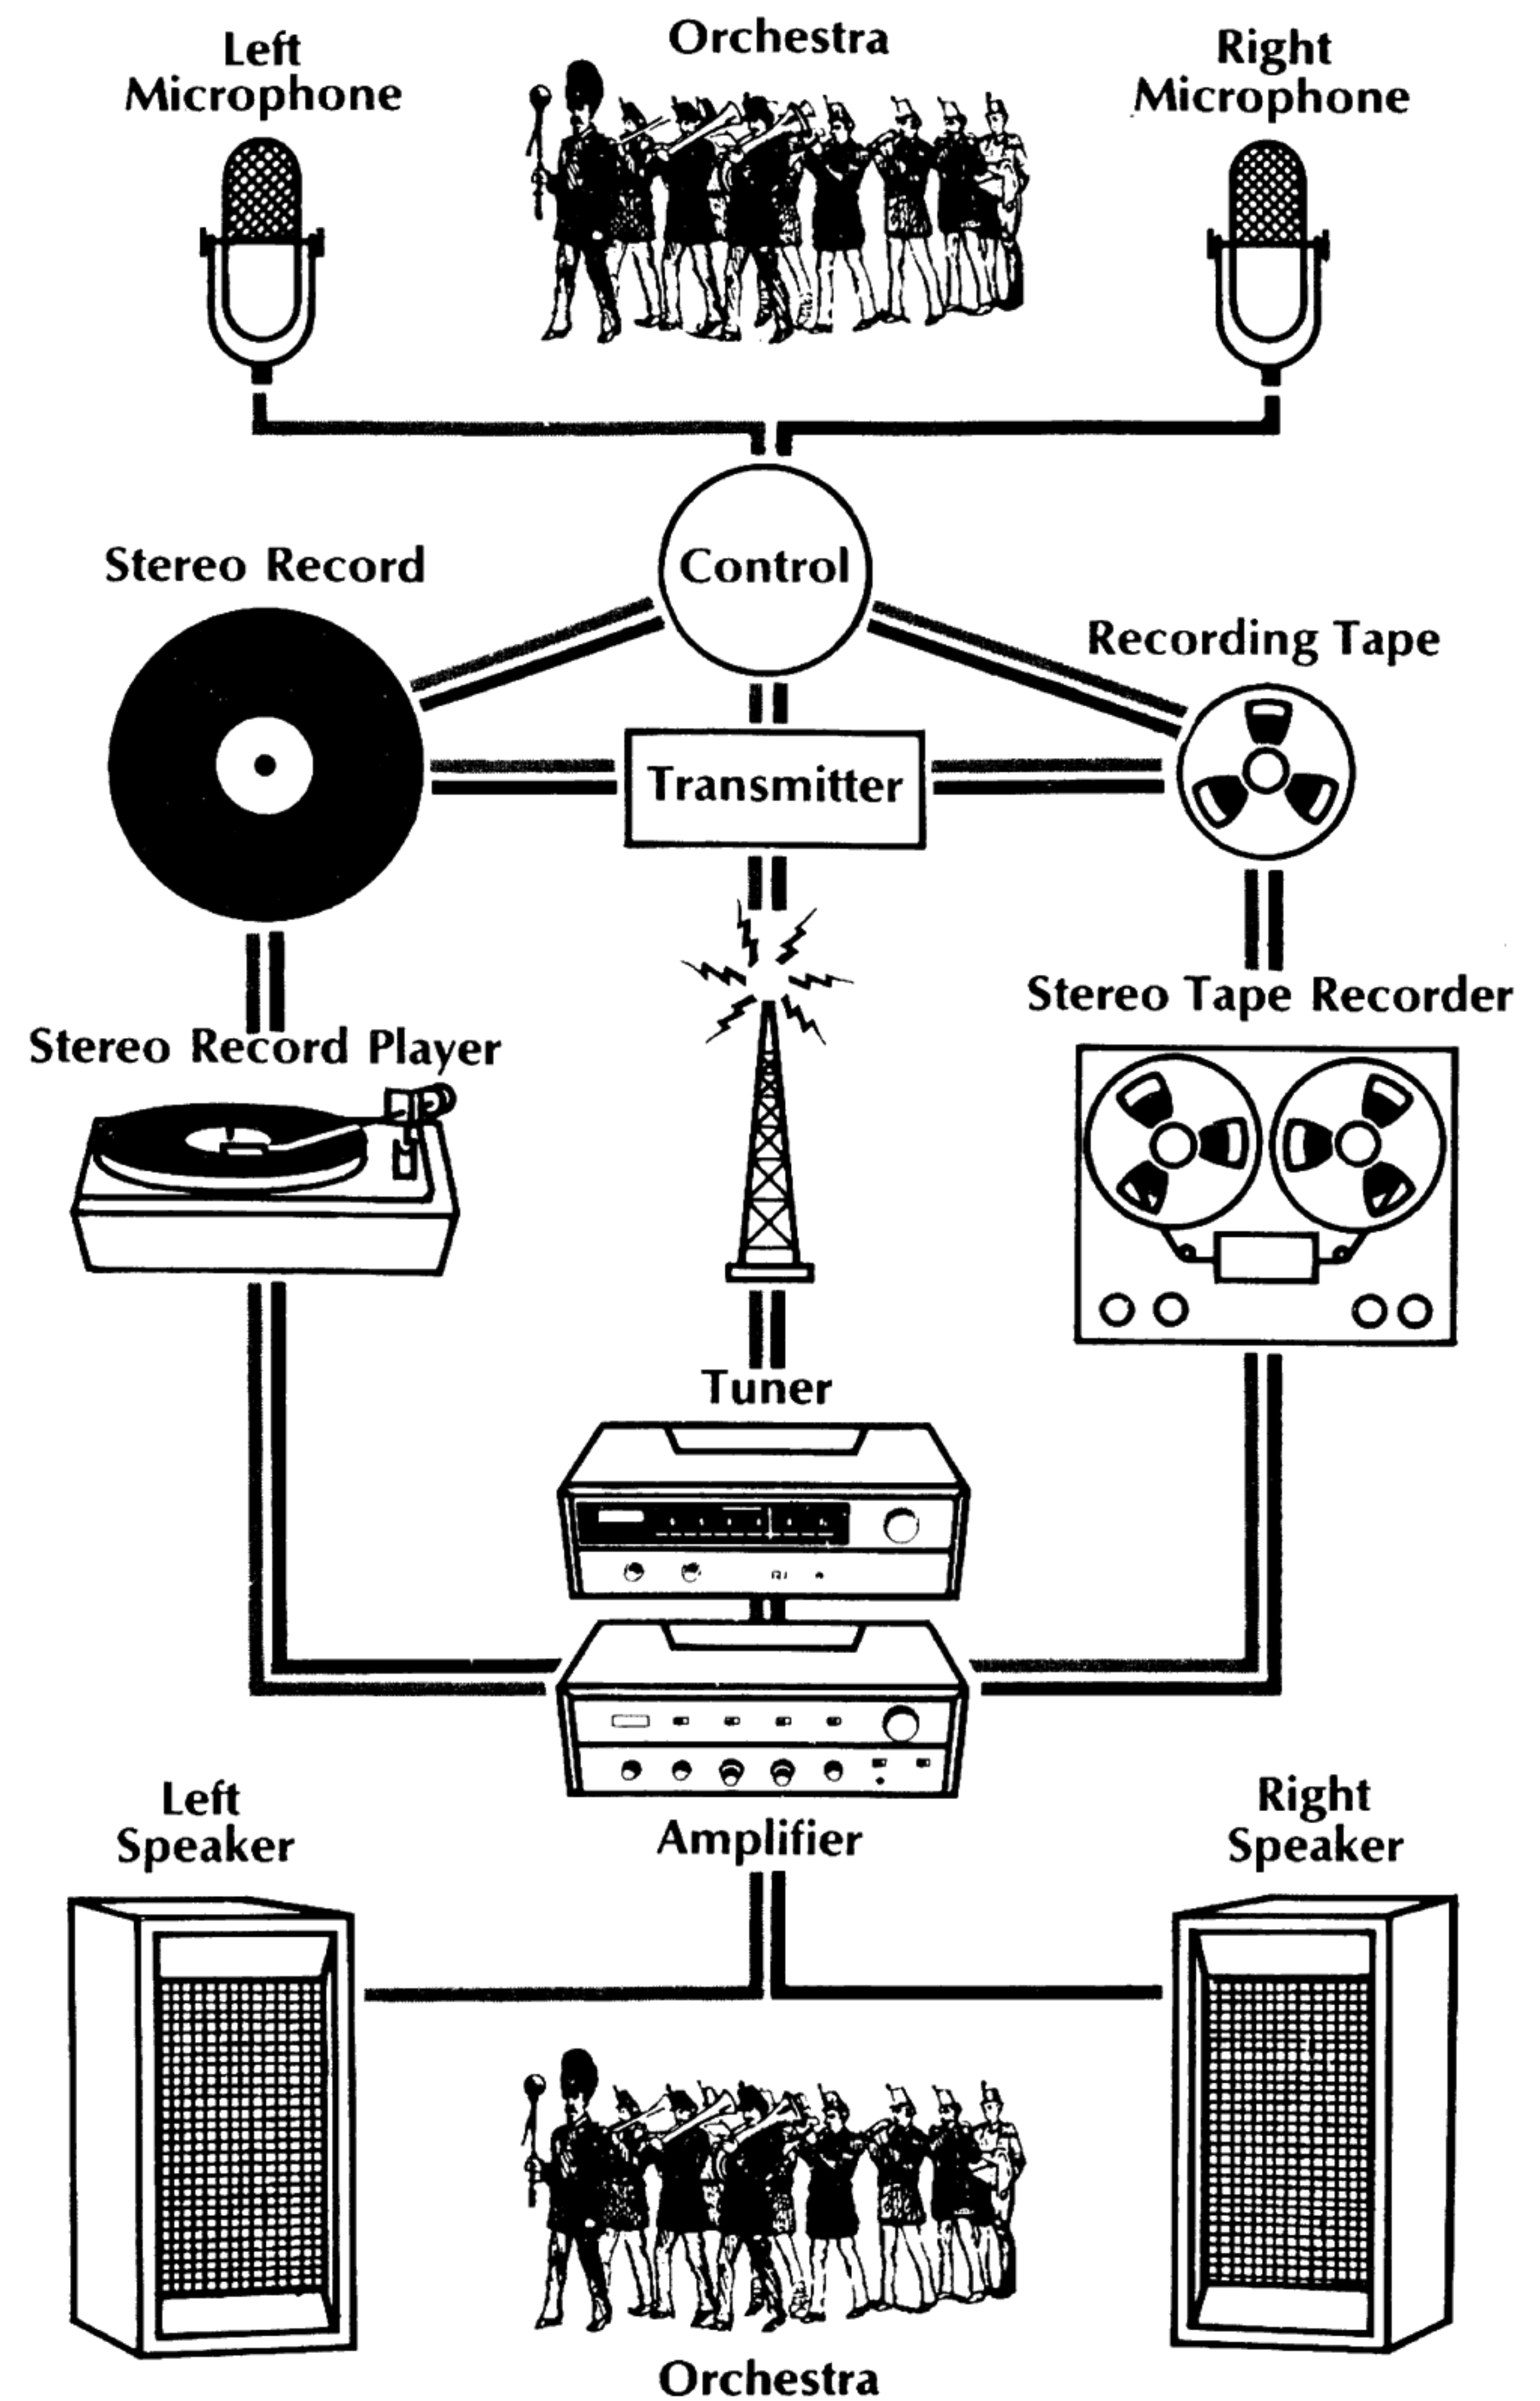 Left
Microphone
Orchestra
Right
Microphone
Control
Stereo Record
Recording Tape
Transmitter
Stereo Tape Recorder
Stereo Record Player
Tuner
Left
Speaker
Amplifier
Right
Speaker
Orchestra